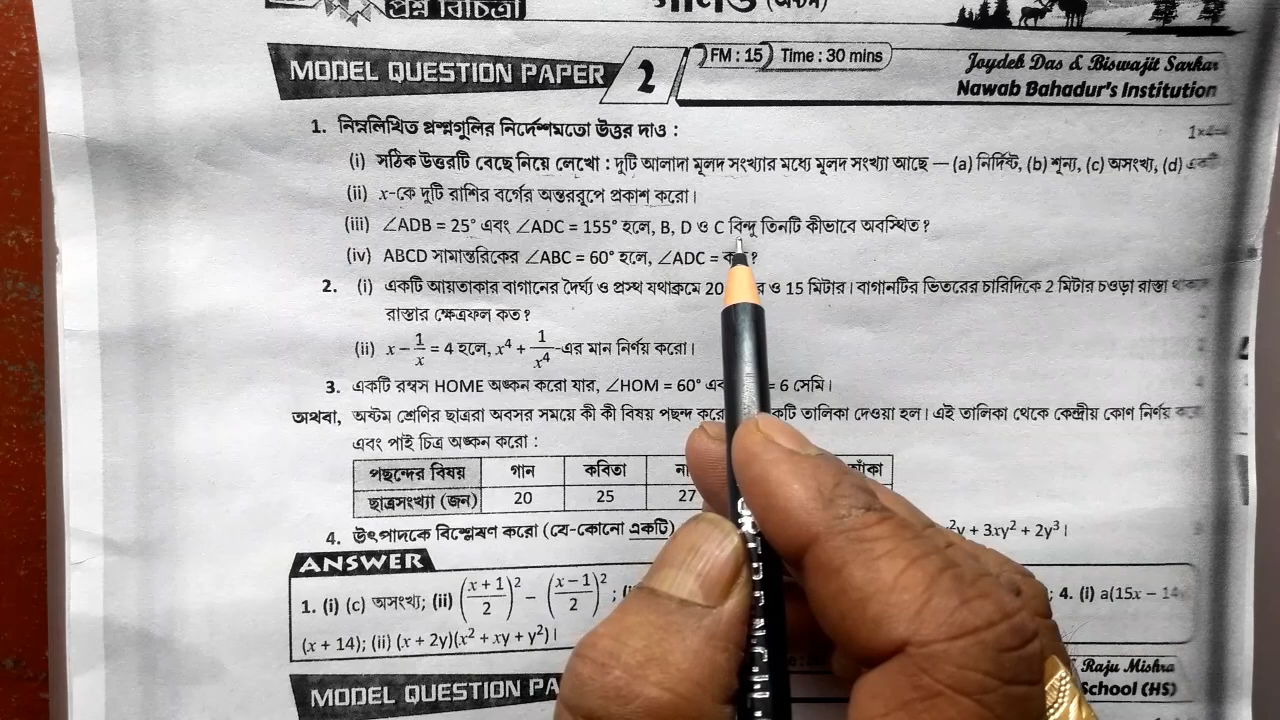 প্রশ্ন বিচিত্রা
MODEL QUESTION PAPER 2 FM : 15 Time : 30 mins
Joydeb Das & Biswajit Sarkar
Nawab Bahadur's Institution
1. নিম্নলিখিত প্রশ্নগুলির নির্দেশমতো উত্তর দাও : 1×4=4
(i) সঠিক উত্তরটি বেছে নিয়ে লেখো : দুটি আলাদা মূলদ সংখ্যার মধ্যে মূলদ সংখ্যা আছে — (a) নির্দিষ্ট, (b) শূন্য, (c) অসংখ্য, (d) একটি
(ii) x-কে দুটি রাশির বর্গের অন্তররূপে প্রকাশ করো।
(iii) ∠ADB = 25° এবং ∠ADC = 155° হলে, B, D ও C বিন্দু তিনটি কীভাবে অবস্থিত?
(iv) ABCD সামান্তরিকের ∠ABC = 60° হলে, ∠ADC = ?
2. (i) একটি আয়তাকার বাগানের দৈর্ঘ্য ও প্রস্থ যথাক্রমে 20 ও 15 মিটার। বাগানটির ভিতরের চারিদিকে 2 মিটার চওড়া রাস্তা
রাস্তার ক্ষেত্রফল কত?
(ii) x − 1/x = 4 হলে, x⁴ + 1/x⁴ -এর মান নির্ণয় করো।
3. একটি রম্বস HOME অঙ্কন করো যার, ∠HOM = 60° = 6 সেমি।
অথবা, অষ্টম শ্রেণির ছাত্ররা অবসর সময়ে কী কী বিষয় পছন্দ করে তালিকা দেওয়া হল। এই তালিকা থেকে কেন্দ্রীয় কোণ নির্ণয়
এবং পাই চিত্র অঙ্কন করো :
পছন্দের বিষয় গান কবিতা
ছাত্রসংখ্যা (জন) 20 25 27
4. উৎপাদকে বিশ্লেষণ করো (যে-কোনো একটি) ²y + 3xy² + 2y³।
ANSWER
1. (i) (c) অসংখ্য; (ii) ((x + 1)/2)² − ((x − 1)/2)² ; ; 4. (i) a(15x − 14
(x + 14); (ii) (x + 2y)(x² + xy + y²)।
MODEL QUESTION PA
Raju Mishra
School (HS)